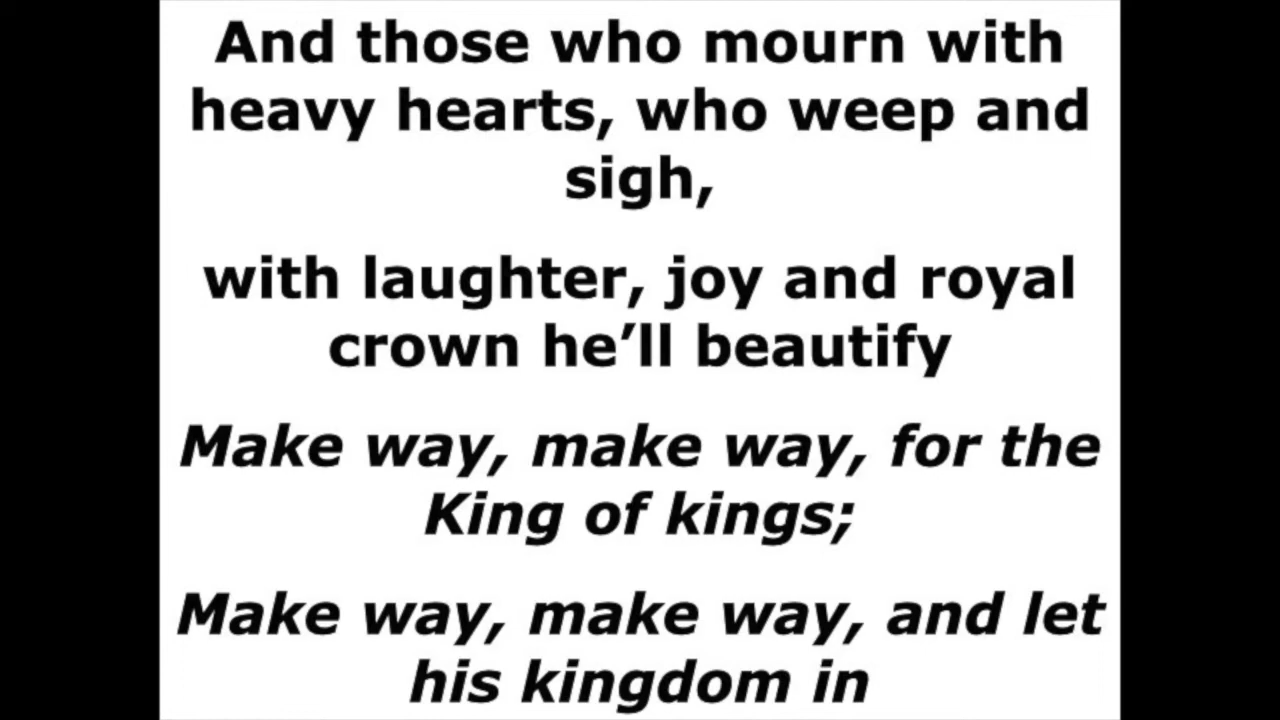 And those who mourn with
heavy hearts, who weep and
sigh,
with laughter, joy and royal
crown he’ll beautify
Make way, make way, for the
King of kings;
Make way, make way, and let
his kingdom in